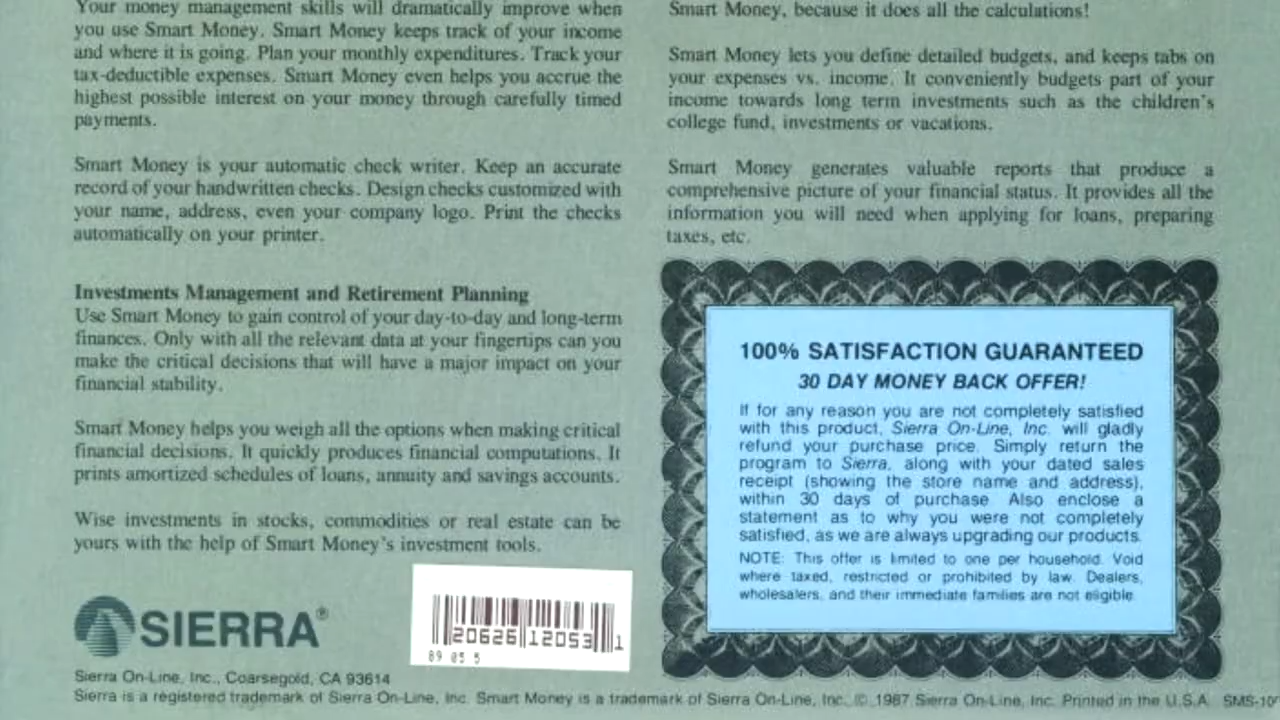 Your money management skills will dramatically improve when
you use Smart Money. Smart Money keeps track of your income
and where it is going. Plan your monthly expenditures. Track your
tax-deductible expenses. Smart Money even helps you accrue the
highest possible interest on your money through carefully timed
payments.
Smart Money is your automatic check writer. Keep an accurate
record of your handwritten checks. Design checks customized with
your name, address, even your company logo. Print the checks
automatically on your printer.
Investments Management and Retirement Planning
Use Smart Money to gain control of your day-to-day and long-term
finances. Only with all the relevant data at your fingertips can you
make the critical decisions that will have a major impact on your
financial stability.
Smart Money helps you weigh all the options when making critical
financial decisions. It quickly produces financial computations. It
prints amortized schedules of loans, annuity and savings accounts.
Wise investments in stocks, commodities or real estate can be
yours with the help of Smart Money's investment tools.
Smart Money, because it does all the calculations!
Smart Money lets you define detailed budgets, and keeps tabs on
your expenses vs. income. It conveniently budgets part of your
income towards long term investments such as the children's
college fund, investments or vacations.
Smart Money generates valuable reports that produce a
comprehensive picture of your financial status. It provides all the
information you will need when applying for loans, preparing
taxes, etc.
100% SATISFACTION GUARANTEED
30 DAY MONEY BACK OFFER!
If for any reason you are not completely satisfied
with this product, Sierra On-Line, Inc. will gladly
refund your purchase price. Simply return the
program to Sierra, along with your dated sales
receipt (showing the store name and address),
within 30 days of purchase. Also enclose a
statement as to why you were not completely
satisfied, as we are always upgrading our products.
NOTE: This offer is limited to one per household. Void
where taxed, restricted or prohibited by law. Dealers,
wholesalers, and their immediate families are not eligible.
SIERRA®
20626 12053 1
89 05 5
Sierra On-Line, Inc., Coarsegold, CA 93614
Sierra is a registered trademark of Sierra On-Line, Inc. Smart Money is a trademark of Sierra On-Line, Inc. © 1987 Sierra On-Line, Inc. Printed in the U.S.A. SMS-10